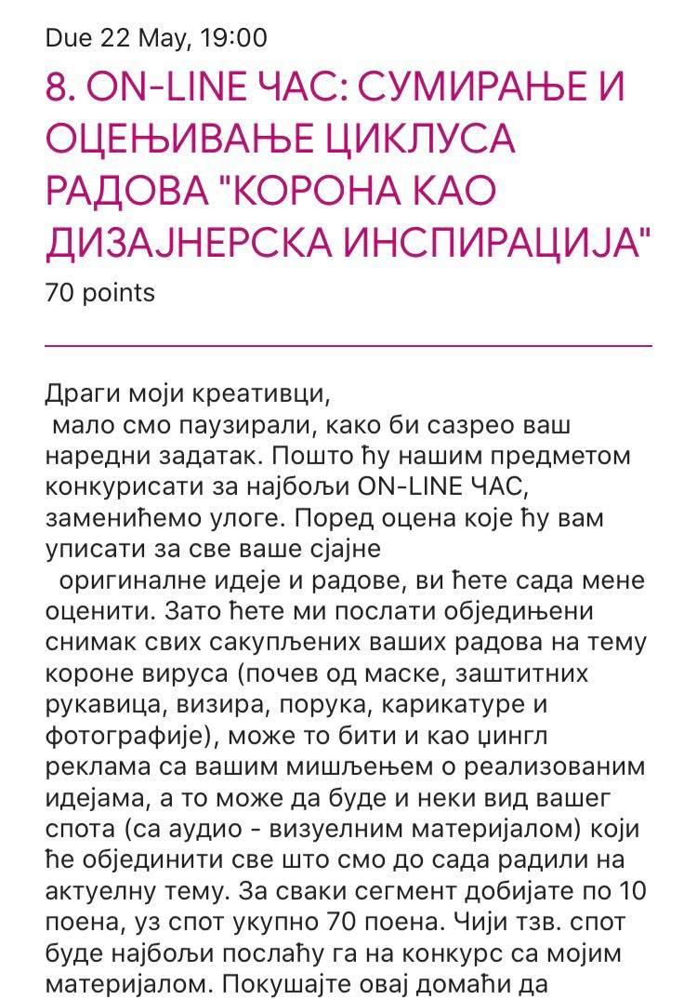 Due 22 May, 19:00
8. ON-LINE ЧАС: СУМИРАЊЕ И
ОЦЕЊИВАЊЕ ЦИКЛУСА
РАДОВА "КОРОНА КАО
ДИЗАЈНЕРСКА ИНСПИРАЦИЈА"
70 points
Драги моји креативци,
мало смо паузирали, како би сазрео ваш
наредни задатак. Пошто ћу нашим предметом
конкурисати за најбољи ON-LINE ЧАС,
заменићемо улоге. Поред оцена које ћу вам
уписати за све ваше сјајне
оригиналне идеје и радове, ви ћете сада мене
оценити. Зато ћете ми послати обједињени
снимак свих сакупљених ваших радова на тему
короне вируса (почев од маске, заштитних
рукавица, визира, порука, карикатуре и
фотографије), може то бити и као џингл
реклама са вашим мишљењем о реализованим
идејама, а то може да буде и неки вид вашег
спота (са аудио - визуелним материјалом) који
ће објединити све што смо до сада радили на
актуелну тему. За сваки сегмент добијате по 10
поена, уз спот укупно 70 поена. Чији тзв. спот
буде најбољи послаћу га на конкурс са мојим
материјалом. Покушајте овај домаћи да